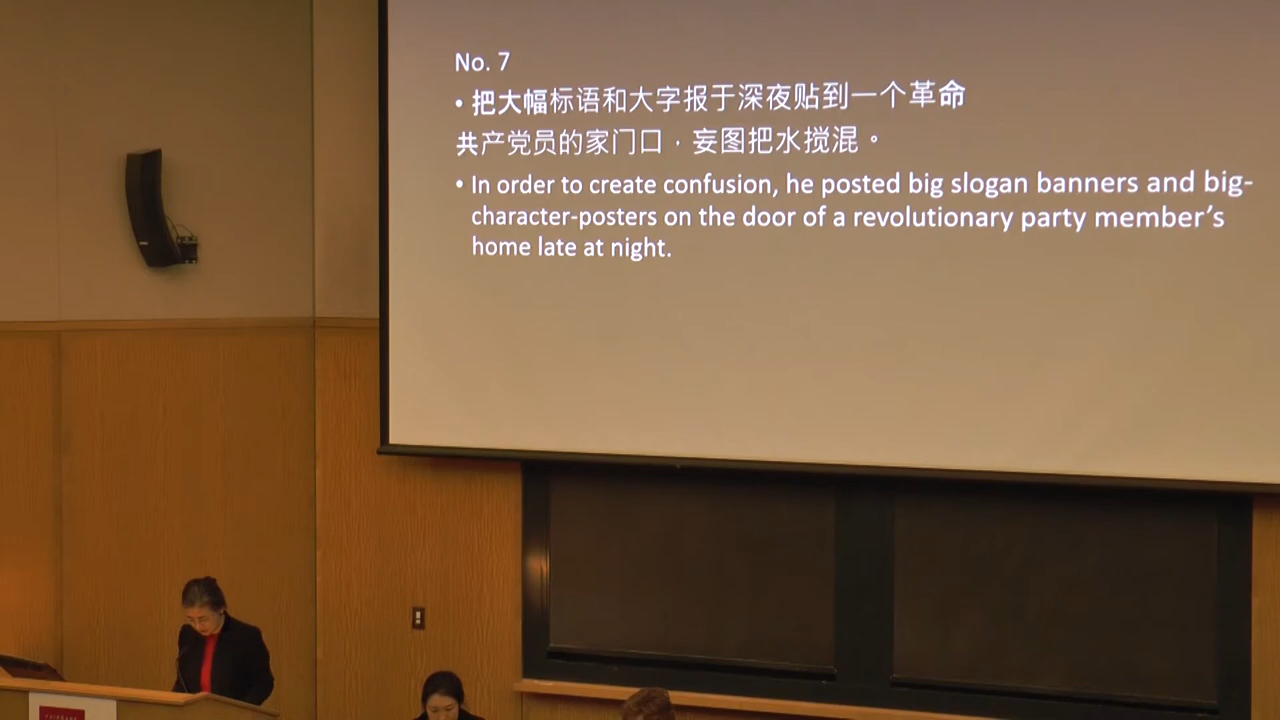 No. 7
• 把大幅标语和大字报于深夜贴到一个革命
共产党员的家门口，妄图把水搅混。
• In order to create confusion, he posted big slogan banners and big-
character-posters on the door of a revolutionary party member’s
home late at night.
FAIRBANK